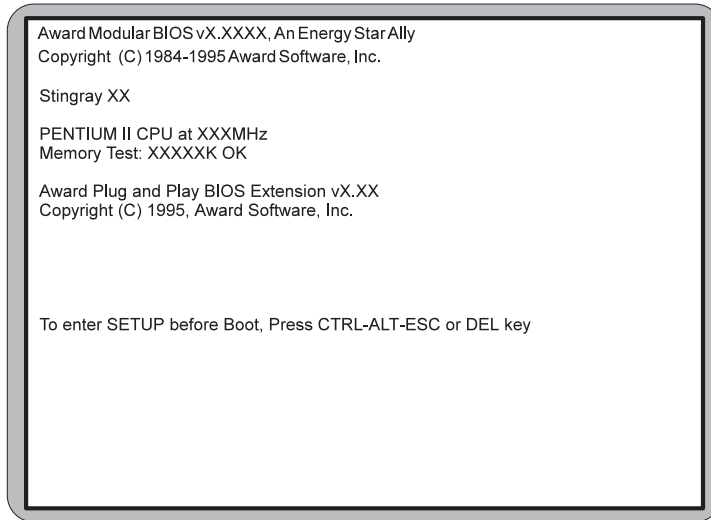 Award Modular BIOS vX.XXXX, An Energy Star Ally
Copyright (C) 1984-1995 Award Software, Inc.
Stingray XX
PENTIUM II CPU at XXXMHz
Memory Test: XXXXXK OK
Award Plug and Play BIOS Extension vX.XX
Copyright (C) 1995, Award Software, Inc.
To enter SETUP before Boot, Press CTRL-ALT-ESC or DEL key